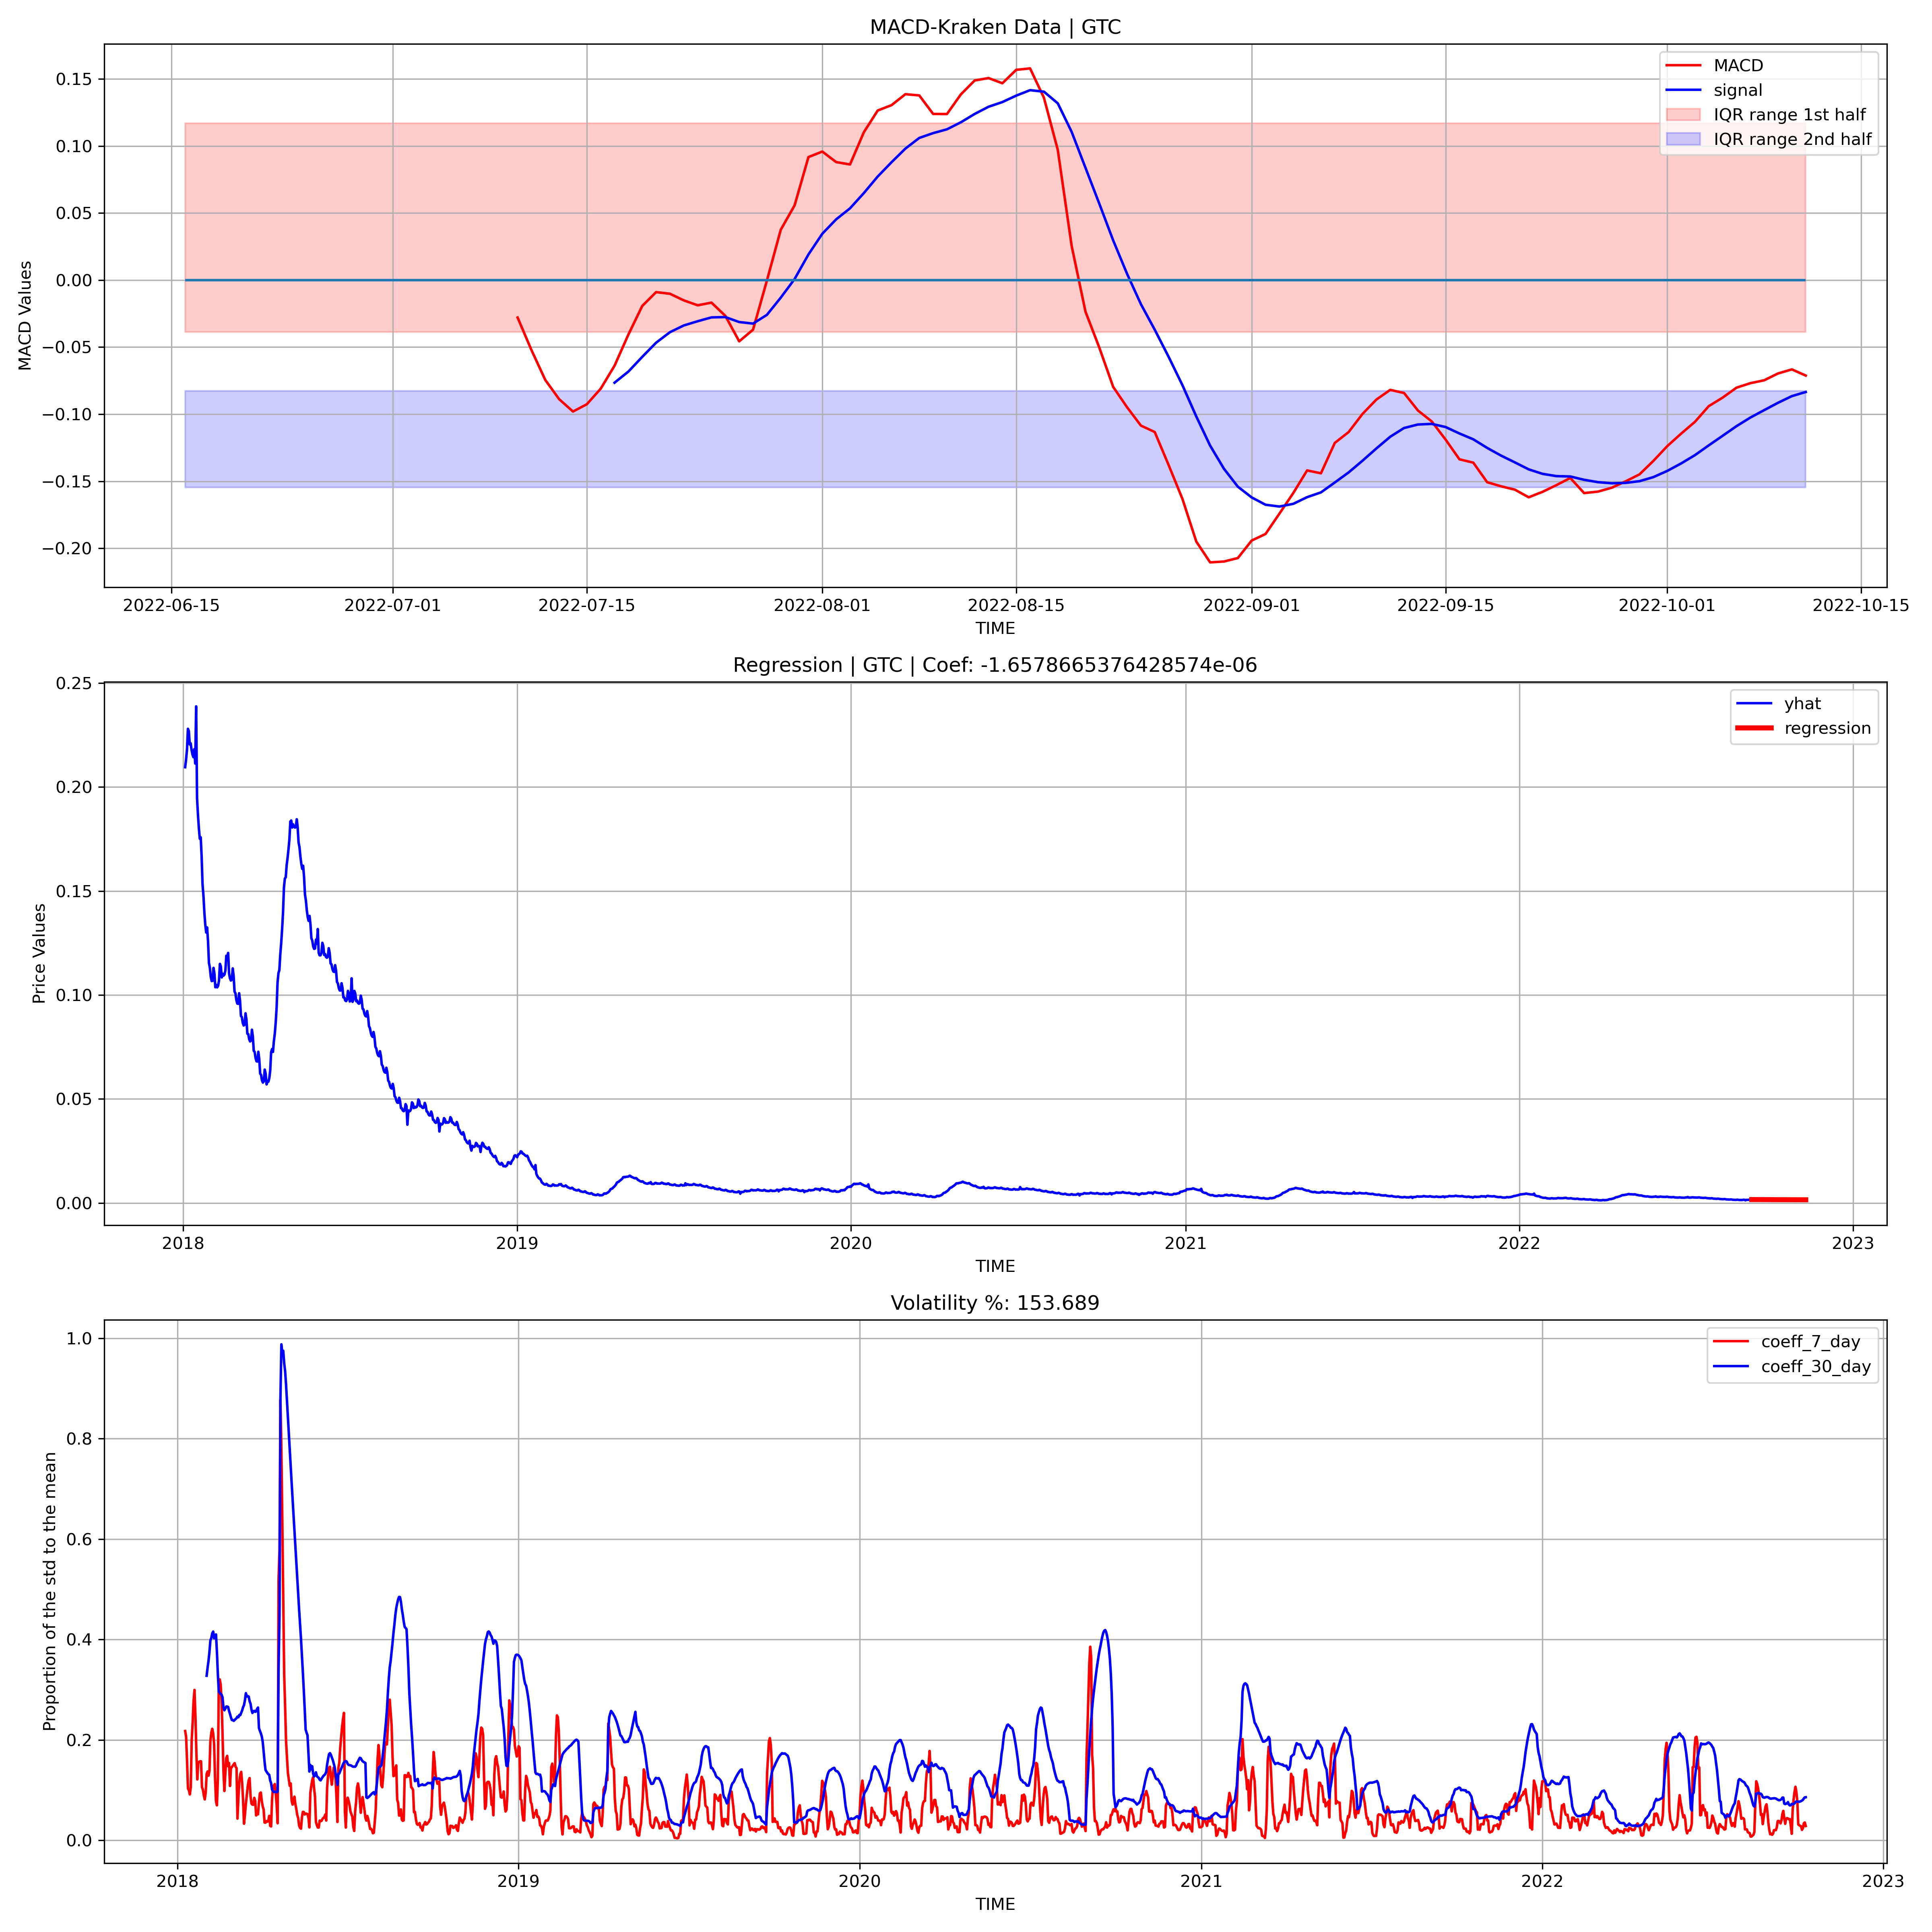 MACD-Kraken Data | GTC
MACD Values
0.15
0.10
0.05
0.00
−0.05
−0.10
−0.15
−0.20
MACD
signal
IQR range 1st half
IQR range 2nd half
2022-06-15 2022-07-01 2022-07-15 2022-08-01 2022-08-15 2022-09-01 2022-09-15 2022-10-01 2022-10-15
TIME
Regression | GTC | Coef: -1.6578665376428574e-06
Price Values
0.25
0.20
0.15
0.10
0.05
0.00
yhat
regression
2018 2019 2020 2021 2022 2023
TIME
Volatility %: 153.689
Proportion of the std to the mean
1.0
0.8
0.6
0.4
0.2
0.0
coeff_7_day
coeff_30_day
2018 2019 2020 2021 2022 2023
TIME